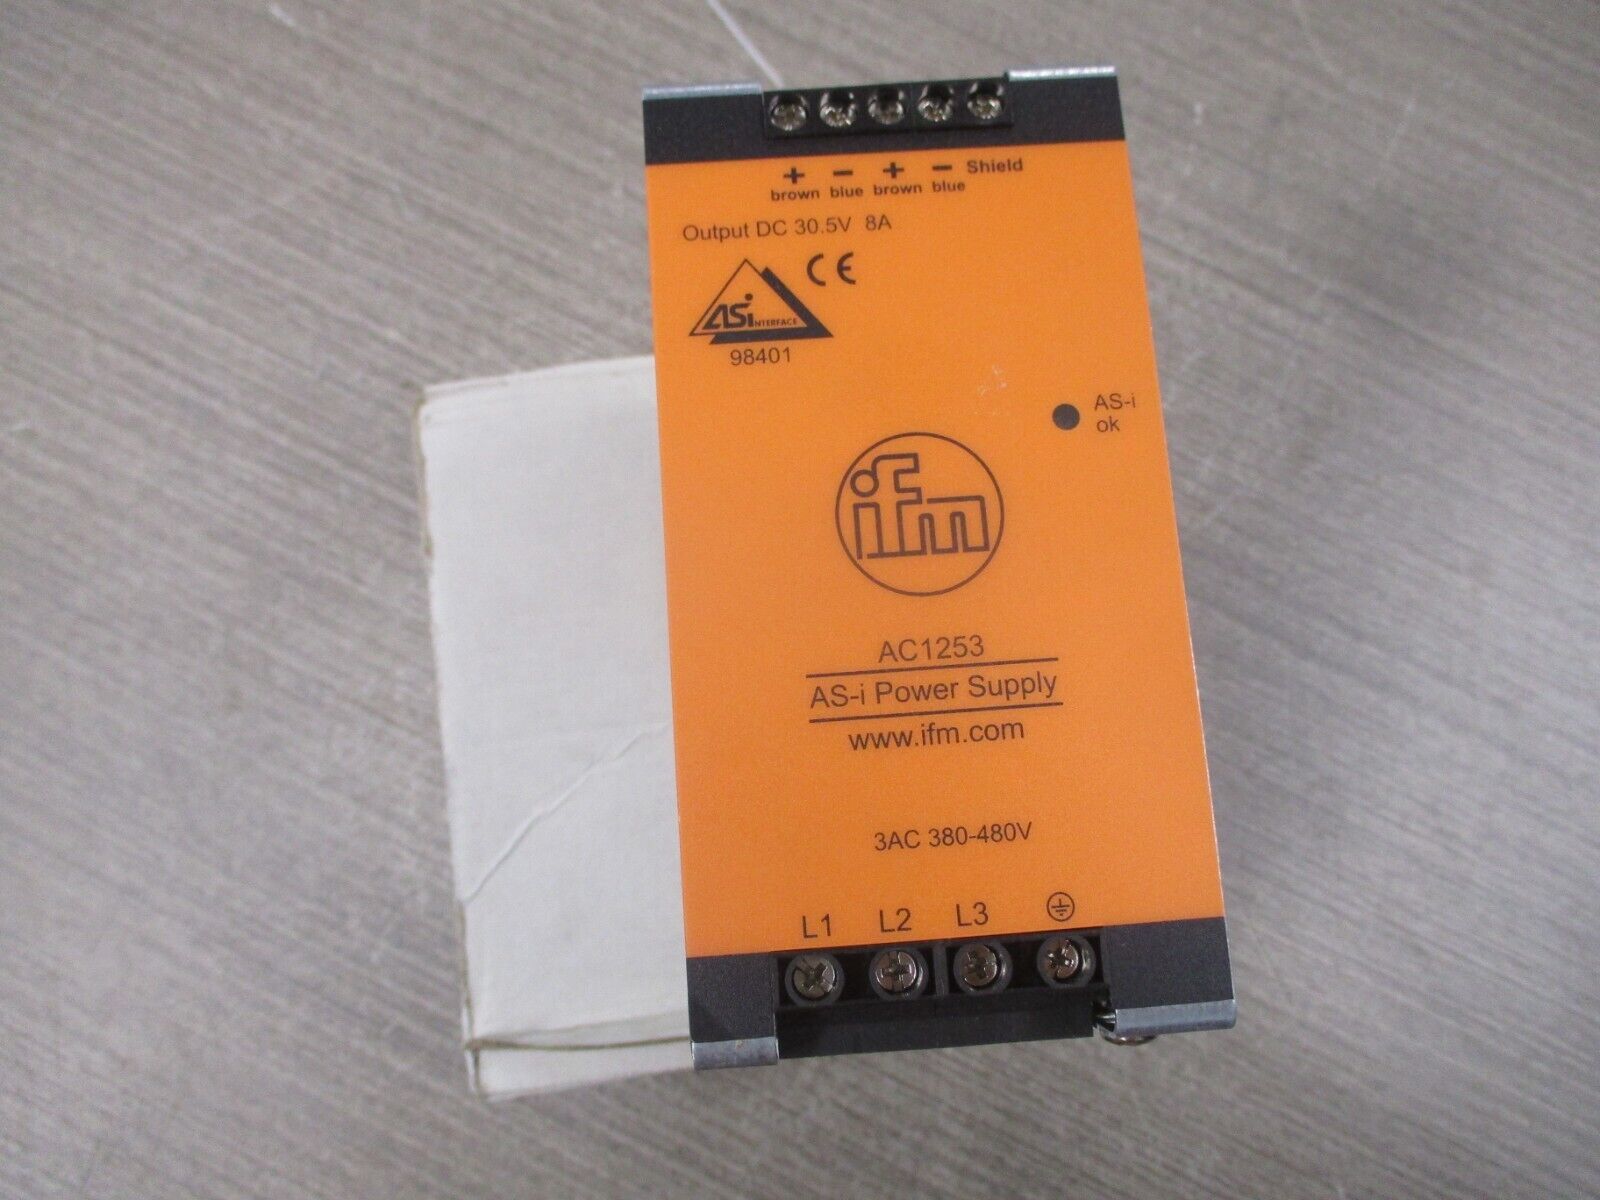 + − + − Shield
brown blue brown blue
Output DC 30.5V 8A
CE
ASi INTERFACE
98401
AS-i
ok
ifm
AC1253
AS-i Power Supply
www.ifm.com
3AC 380-480V
L1 L2 L3